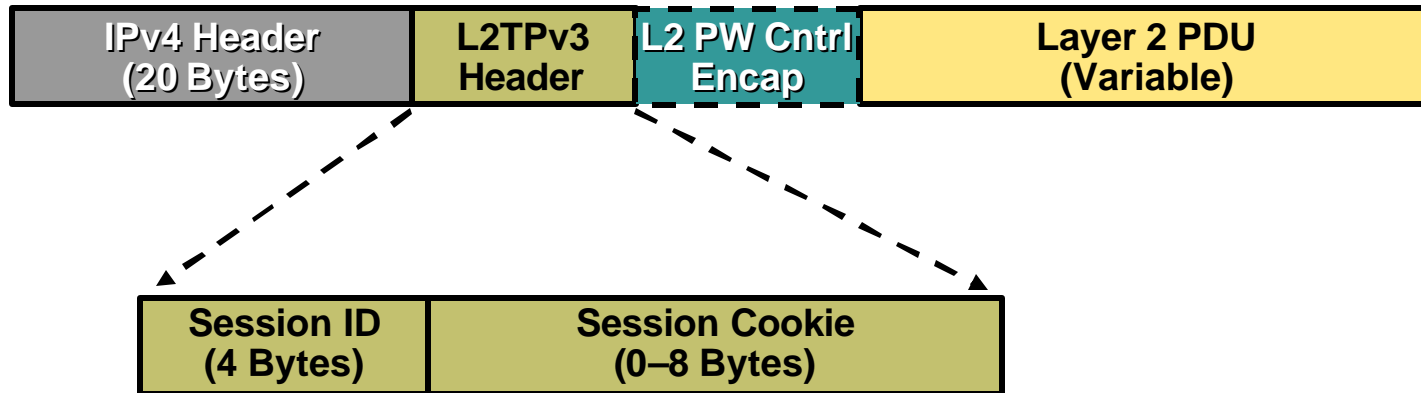 IPv4 Header
(20 Bytes)
L2TPv3
Header
L2 PW Cntrl
Encap
Layer 2 PDU
(Variable)
Session ID
(4 Bytes)
Session Cookie
(0–8 Bytes)